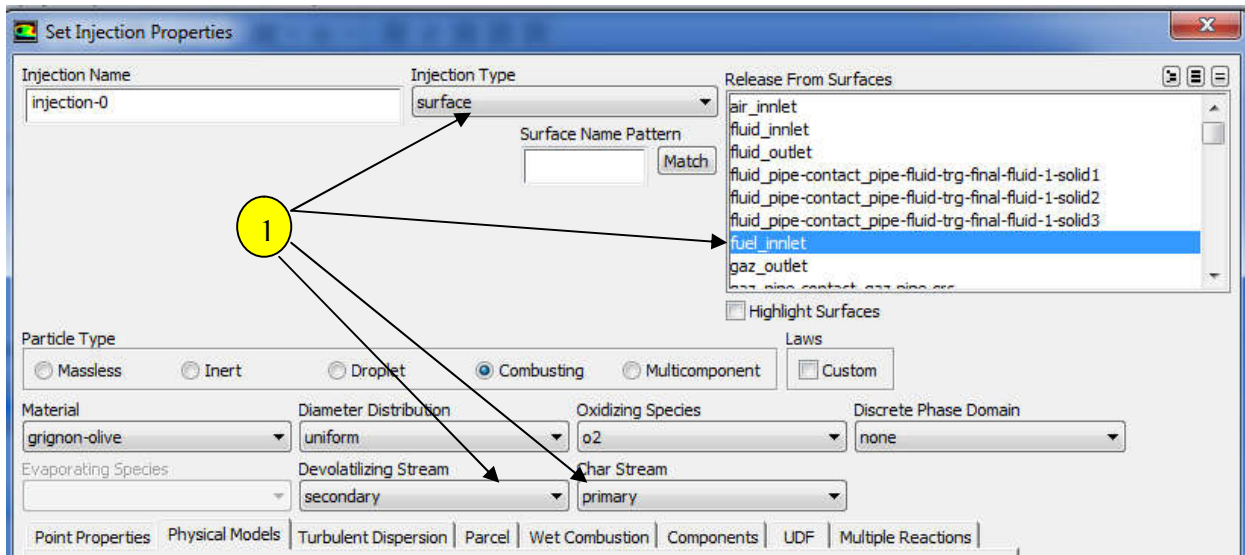 Set Injection Properties
Injection Name
injection-0
Injection Type
surface
Surface Name Pattern
Match
Release From Surfaces
air_innlet
fluid_innlet
fluid_outlet
fluid_pipe-contact_pipe-fluid-trg-final-fluid-1-solid1
fluid_pipe-contact_pipe-fluid-trg-final-fluid-1-solid2
fluid_pipe-contact_pipe-fluid-trg-final-fluid-1-solid3
fuel_innlet
gaz_outlet
Highlight Surfaces
1
Particle Type
Massless Inert Droplet Combusting Multicomponent
Laws
Custom
Material
grignon-olive
Diameter Distribution
uniform
Oxidizing Species
o2
Discrete Phase Domain
none
Evaporating Species
Devolatilizing Stream
secondary
Char Stream
primary
Point Properties Physical Models Turbulent Dispersion Parcel Wet Combustion Components UDF Multiple Reactions